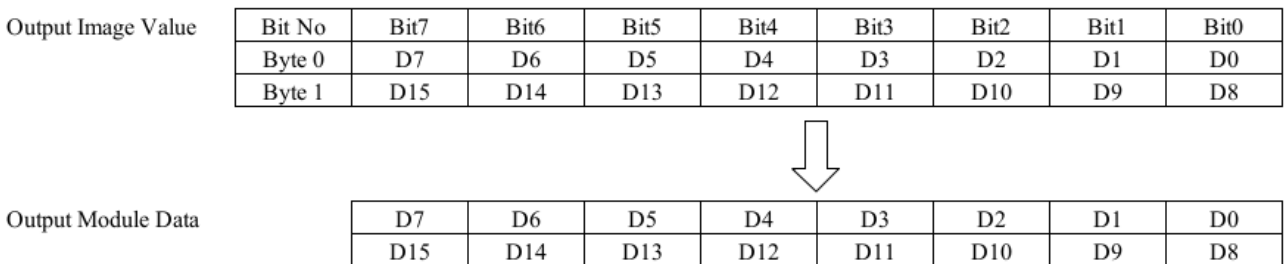 Output Image Value Bit No Bit7 Bit6 Bit5 Bit4 Bit3 Bit2 Bit1 Bit0
Byte 0 D7 D6 D5 D4 D3 D2 D1 D0
Byte 1 D15 D14 D13 D12 D11 D10 D9 D8
Output Module Data D7 D6 D5 D4 D3 D2 D1 D0
D15 D14 D13 D12 D11 D10 D9 D8